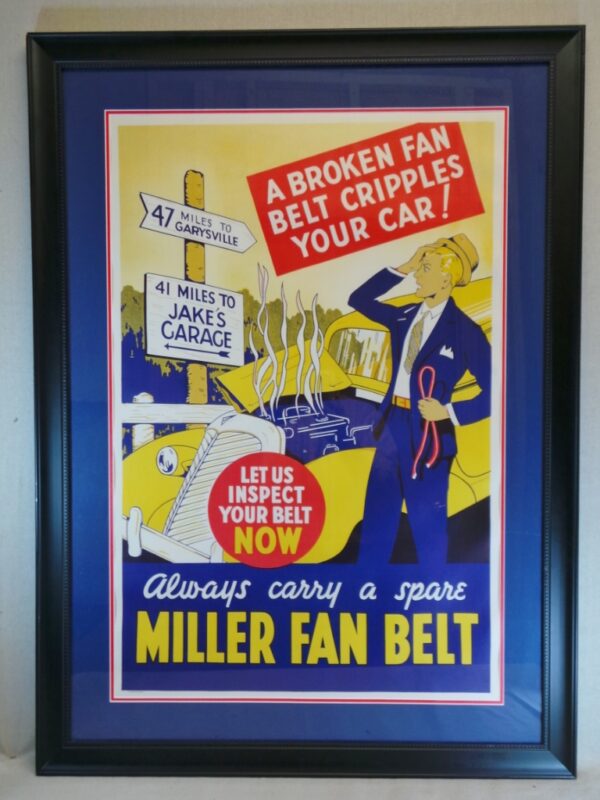 A BROKEN FAN
BELT CRIPPLES
YOUR CAR!
47 MILES TO
GARYSVILLE
41 MILES TO
JAKE'S
GARAGE
LET US
INSPECT
YOUR BELT
NOW
Always carry a spare
MILLER FAN BELT